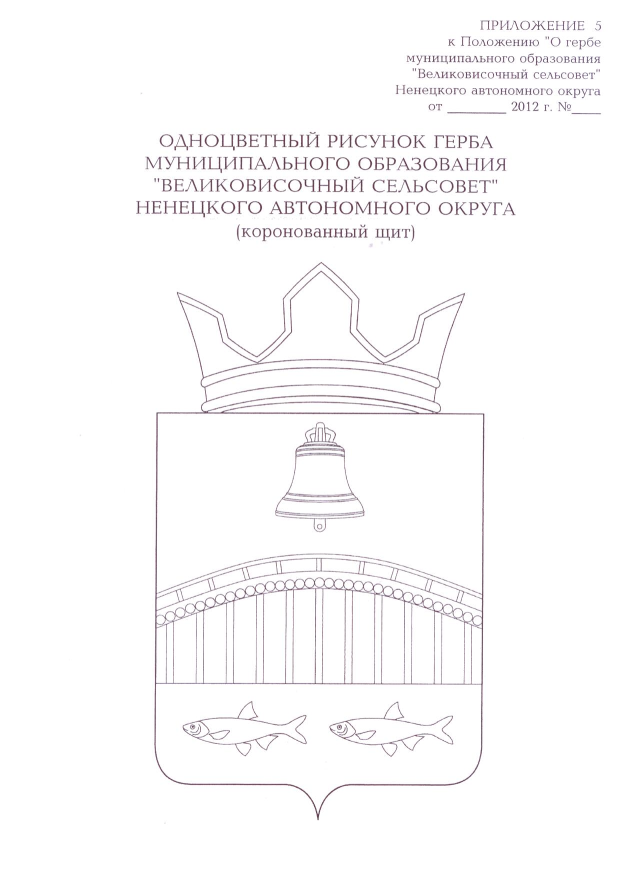 ПРИЛОЖЕНИЕ 5
к Положению "О гербе
муниципального образования
"Великовисочный сельсовет"
Ненецкого автономного округа
от _________ 2012 г. №____
ОДНОЦВЕТНЫЙ РИСУНОК ГЕРБА
МУНИЦИПАЛЬНОГО ОБРАЗОВАНИЯ
"ВЕЛИКОВИСОЧНЫЙ СЕЛЬСОВЕТ"
НЕНЕЦКОГО АВТОНОМНОГО ОКРУГА
(коронованный щит)